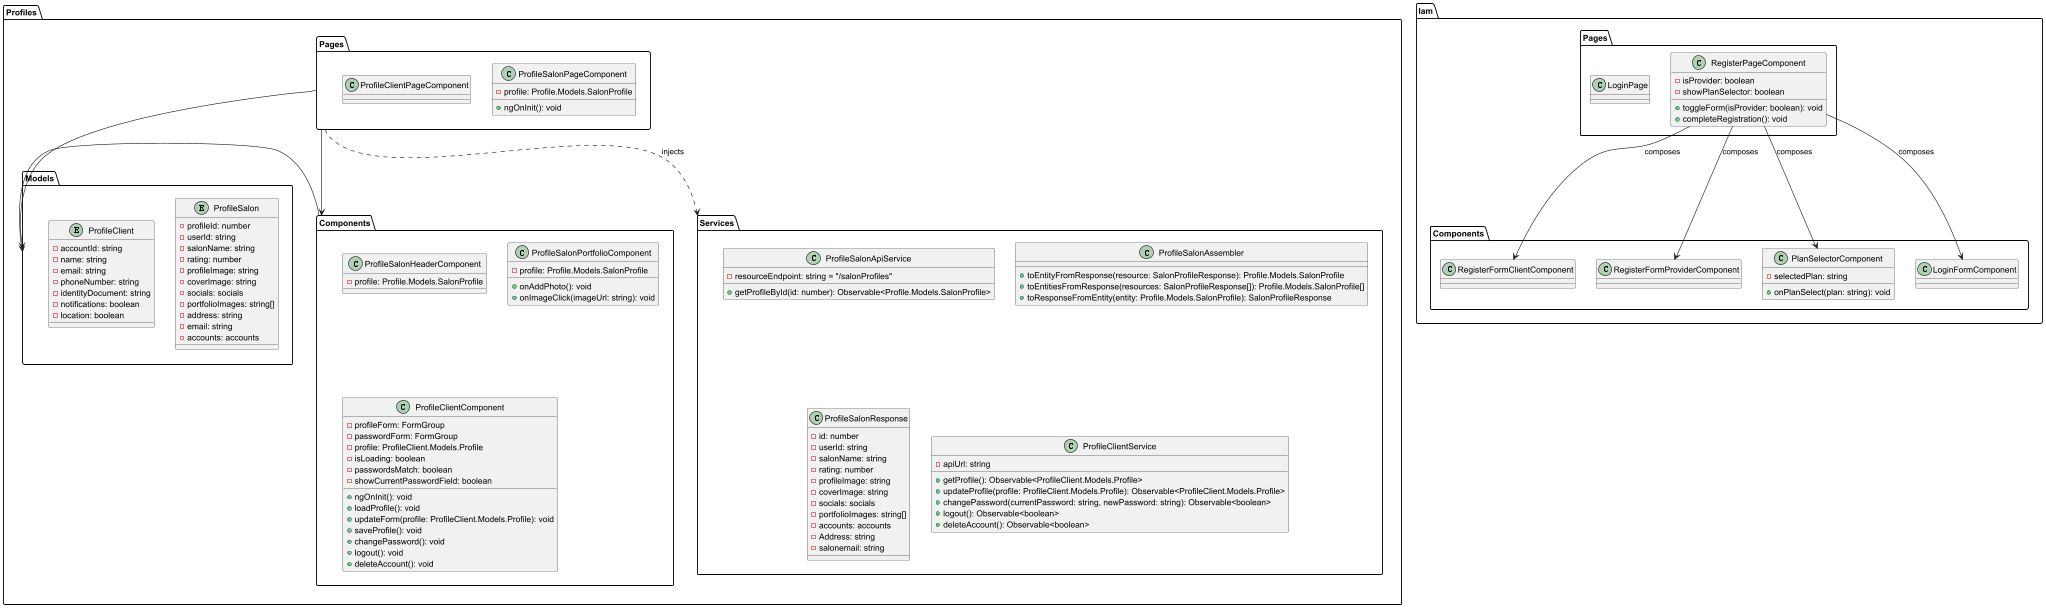 Profiles
Pages
C ProfileClientPageComponent
C ProfileSalonPageComponent
profile: Profile.Models.SalonProfile
ngOnInit(): void
injects
Models
E ProfileClient
accountId: string
name: string
email: string
phoneNumber: string
identityDocument: string
notifications: boolean
location: boolean
E ProfileSalon
profileId: number
userId: string
salonName: string
rating: number
profileImage: string
coverImage: string
socials: socials
portfolioImages: string[]
address: string
email: string
accounts: accounts
Components
C ProfileSalonHeaderComponent
profile: Profile.Models.SalonProfile
C ProfileSalonPortfolioComponent
profile: Profile.Models.SalonProfile
onAddPhoto(): void
onImageClick(imageUrl: string): void
C ProfileClientComponent
profileForm: FormGroup
passwordForm: FormGroup
profile: ProfileClient.Models.Profile
isLoading: boolean
passwordsMatch: boolean
showCurrentPasswordField: boolean
ngOnInit(): void
loadProfile(): void
updateForm(profile: ProfileClient.Models.Profile): void
saveProfile(): void
changePassword(): void
logout(): void
deleteAccount(): void
Services
C ProfileSalonApiService
resourceEndpoint: string = "/salonProfiles"
getProfileById(id: number): Observable<Profile.Models.SalonProfile>
C ProfileSalonAssembler
toEntityFromResponse(resource: SalonProfileResponse): Profile.Models.SalonProfile
toEntitiesFromResponse(resources: SalonProfileResponse[]): Profile.Models.SalonProfile[]
toResponseFromEntity(entity: Profile.Models.SalonProfile): SalonProfileResponse
C ProfileSalonResponse
id: number
userId: string
salonName: string
rating: number
profileImage: string
coverImage: string
socials: socials
portfolioImages: string[]
accounts: accounts
Address: string
salonemail: string
C ProfileClientService
apiUrl: string
getProfile(): Observable<ProfileClient.Models.Profile>
updateProfile(profile: ProfileClient.Models.Profile): Observable<ProfileClient.Models.Profile>
changePassword(currentPassword: string, newPassword: string): Observable<boolean>
logout(): Observable<boolean>
deleteAccount(): Observable<boolean>
Iam
Pages
C LoginPage
C RegisterPageComponent
isProvider: boolean
showPlanSelector: boolean
toggleForm(isProvider: boolean): void
completeRegistration(): void
composes
composes
composes
composes
Components
C RegisterFormClientComponent
C RegisterFormProviderComponent
C PlanSelectorComponent
selectedPlan: string
onPlanSelect(plan: string): void
C LoginFormComponent